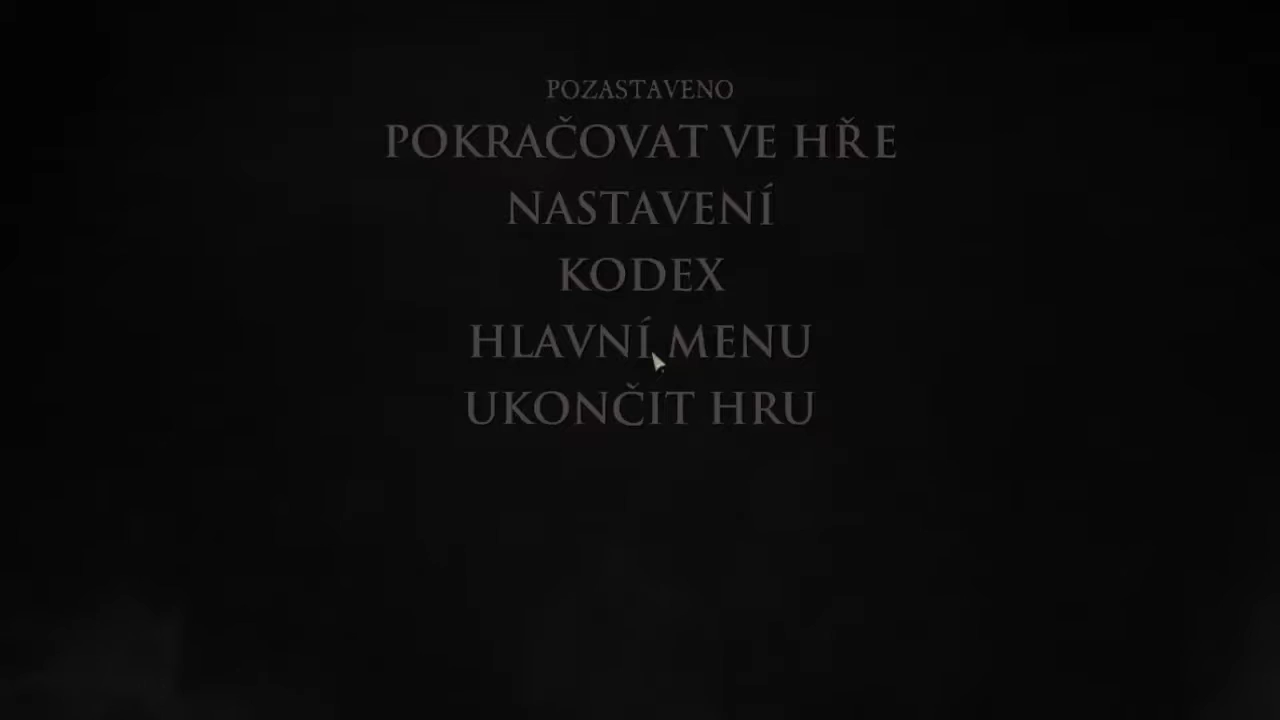 POZASTAVENO
POKRAČOVAT VE HŘE
NASTAVENÍ
KODEX
HLAVNÍ MENU
UKONČIT HRU